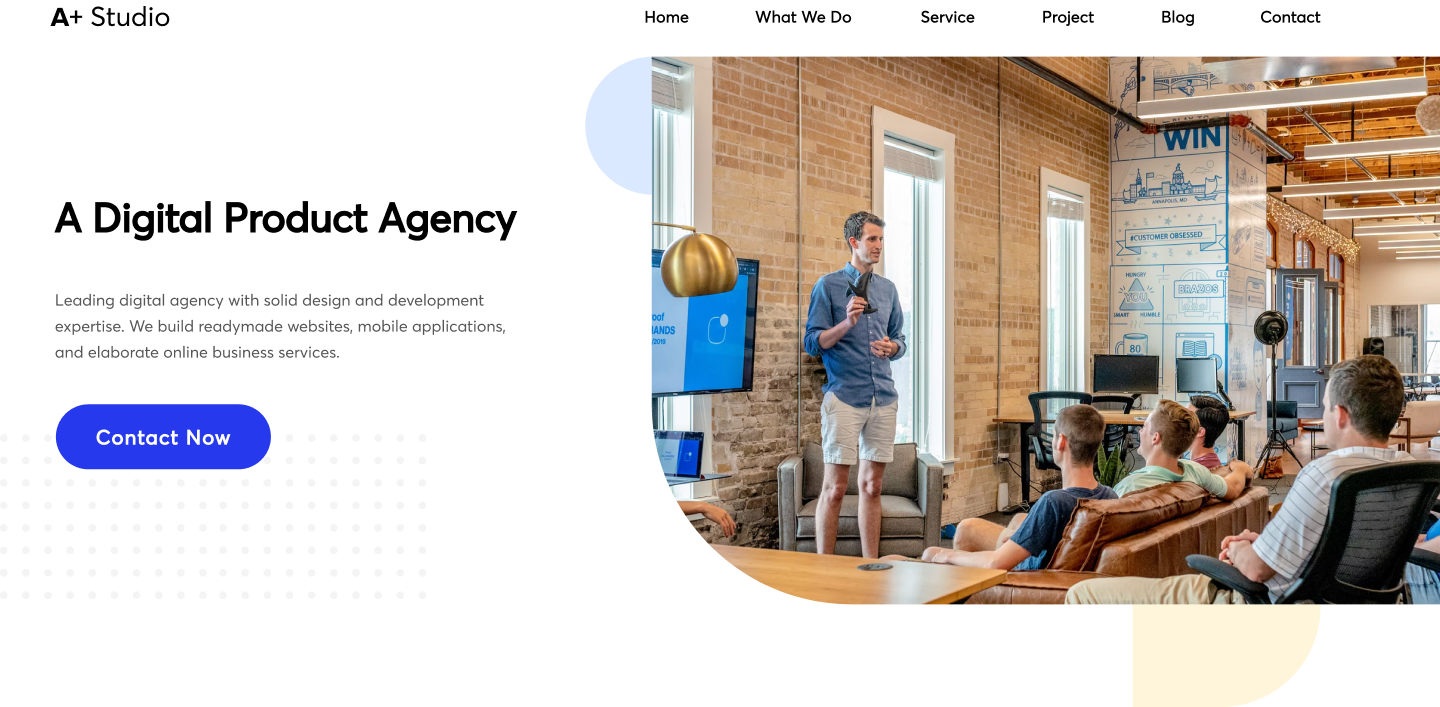 A+ Studio
Home
What We Do
Service
Project
Blog
Contact
A Digital Product Agency
Leading digital agency with solid design and development
expertise. We build readymade websites, mobile applications,
and elaborate online business services.
Contact Now
WIN
ANNAPOLIS, MD
#CUSTOMER OBSESSED
HUNGRY
YOU
SMART HUMBLE
BRAZOS
80